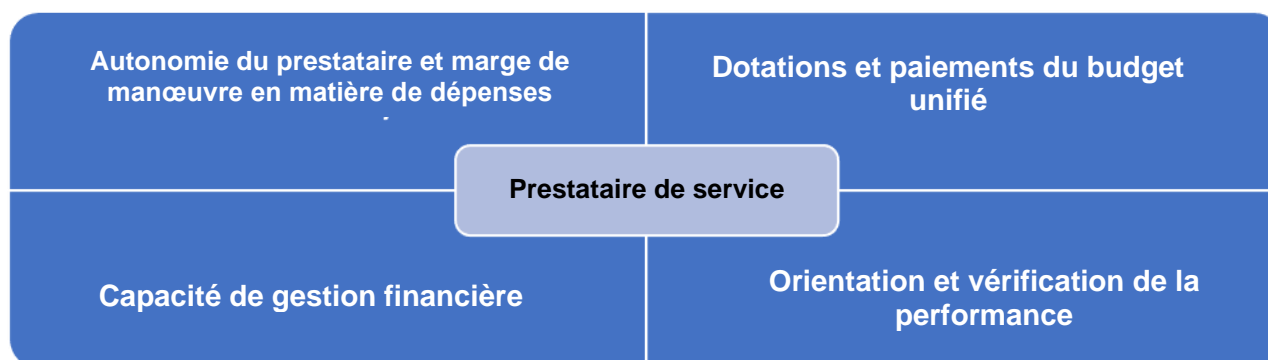 Autonomie du prestataire et marge de
manœuvre en matière de dépenses
Dotations et paiements du budget
unifié
Prestataire de service
Capacité de gestion financière
Orientation et vérification de la
performance